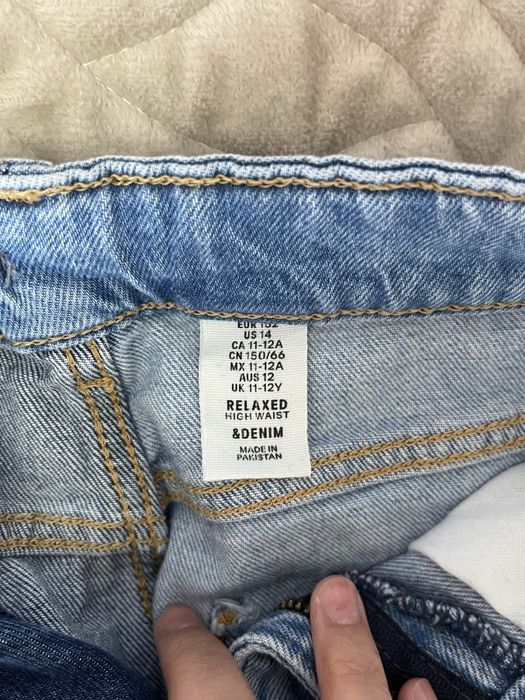 EUR 152
US 14
CA 11-12A
CN 150/66
MX 11-12A
AUS 12
UK 11-12Y
RELAXED
HIGH WAIST
&DENIM
MADE IN
PAKISTAN